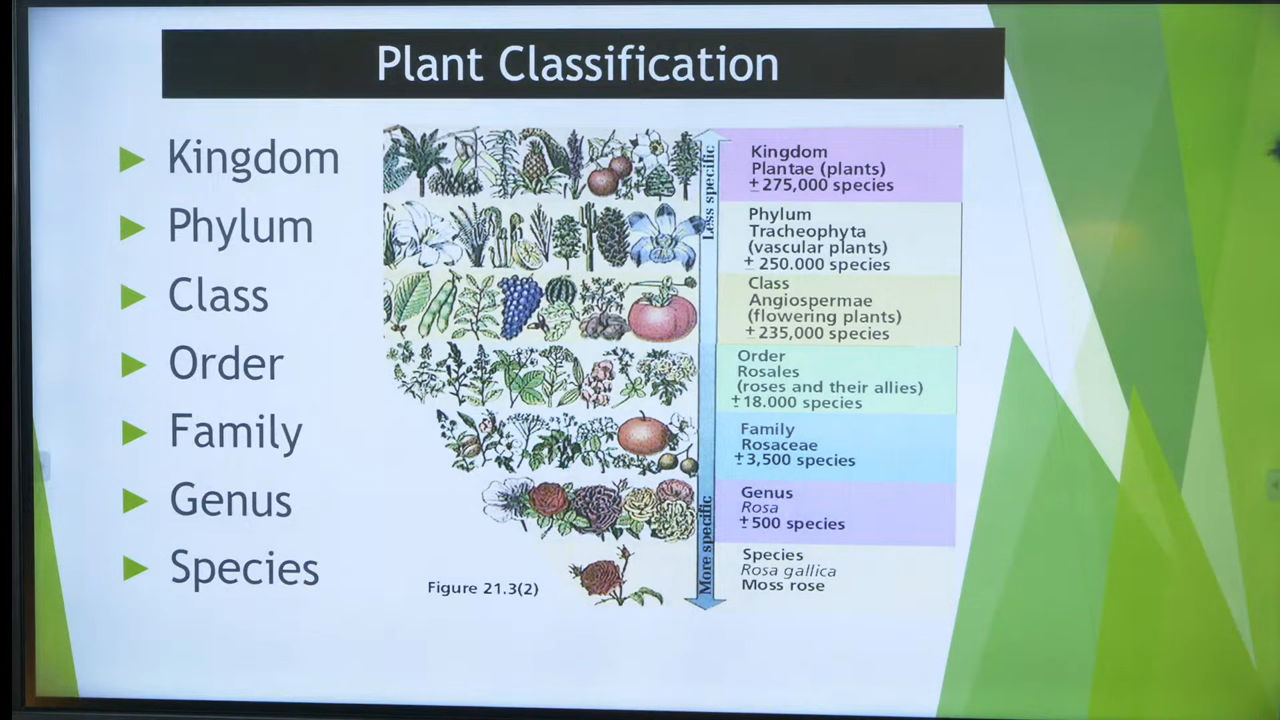 Plant Classification
Kingdom
Phylum
Class
Order
Family
Genus
Species
Less specific
More specific
Kingdom
Plantae (plants)
± 275,000 species
Phylum
Tracheophyta
(vascular plants)
± 250.000 species
Class
Angiospermae
(flowering plants)
± 235,000 species
Order
Rosales
(roses and their allies)
± 18.000 species
Family
Rosaceae
± 3,500 species
Genus
Rosa
± 500 species
Species
Rosa gallica
Moss rose
Figure 21.3(2)